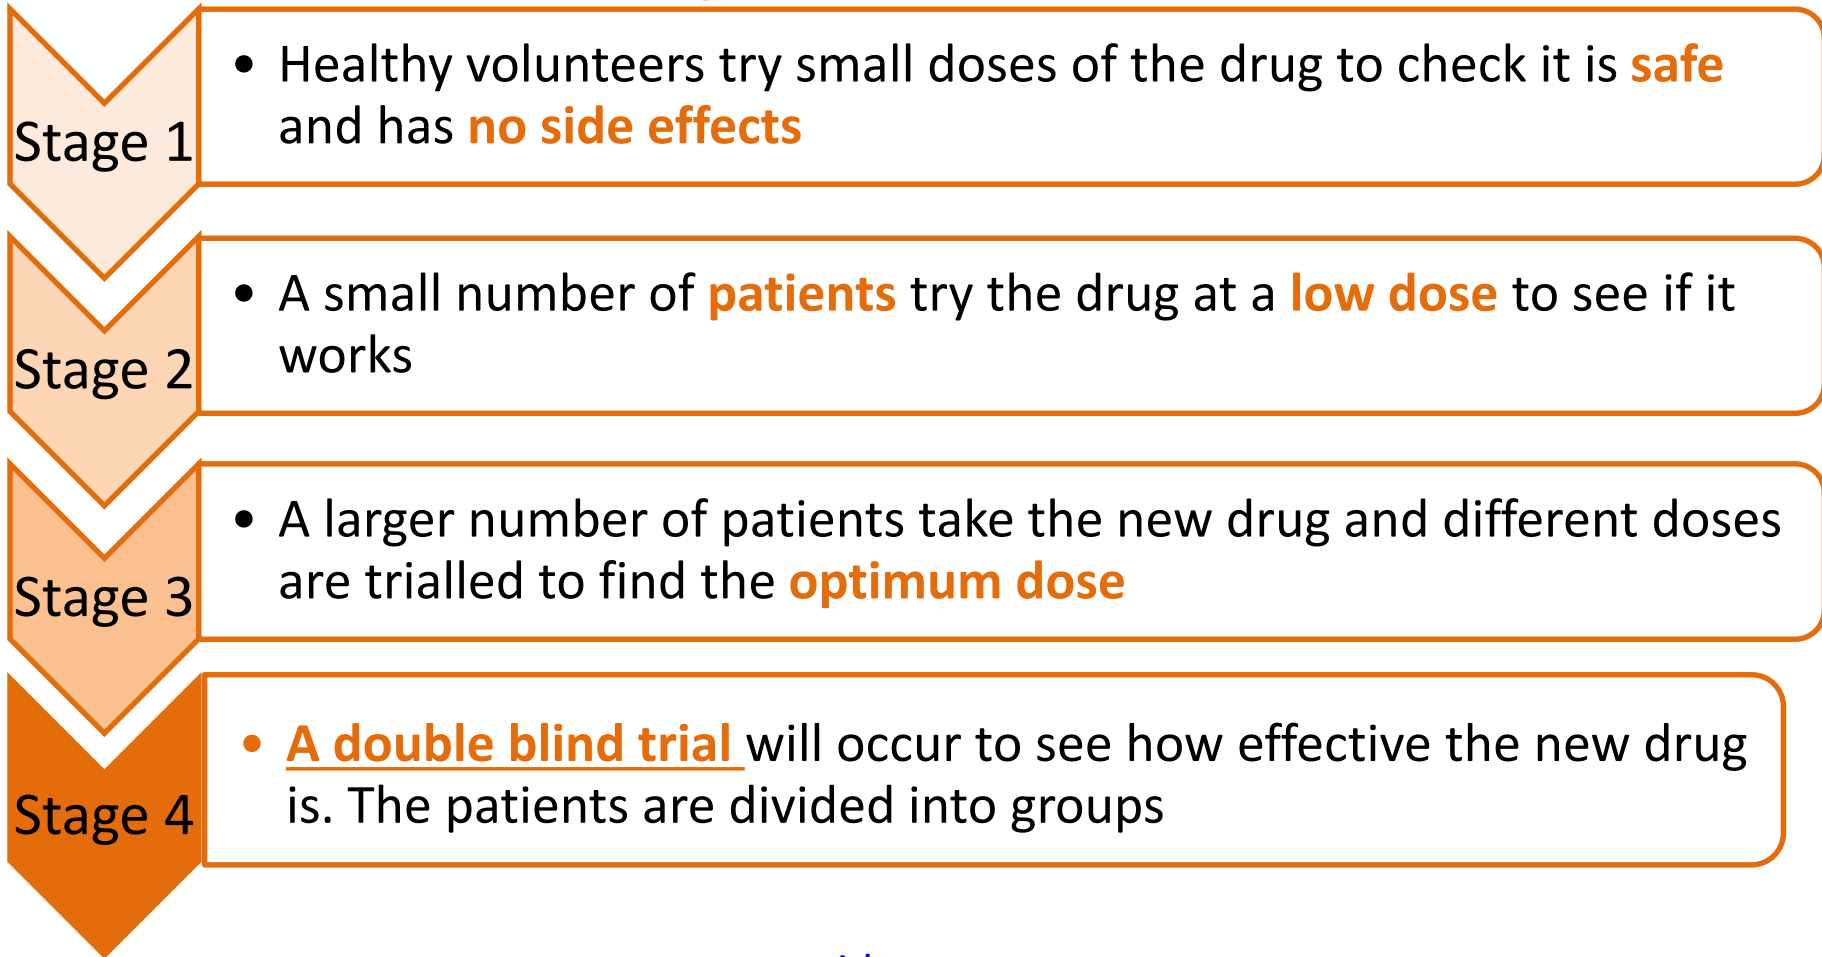 Stage 1
• Healthy volunteers try small doses of the drug to check it is safe
and has no side effects
Stage 2
• A small number of patients try the drug at a low dose to see if it
works
Stage 3
• A larger number of patients take the new drug and different doses
are trialled to find the optimum dose
Stage 4
• A double blind trial will occur to see how effective the new drug
is. The patients are divided into groups